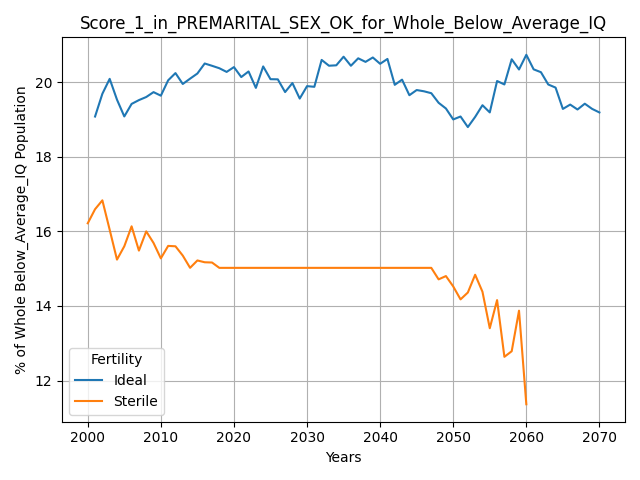 Score_1_in_PREMARITAL_SEX_OK_for_Whole_Below_Average_IQ
% of Whole Below_Average_IQ Population
20
18
16
14
12
Fertility
Ideal
Sterile
2000 2010 2020 2030 2040 2050 2060 2070
Years